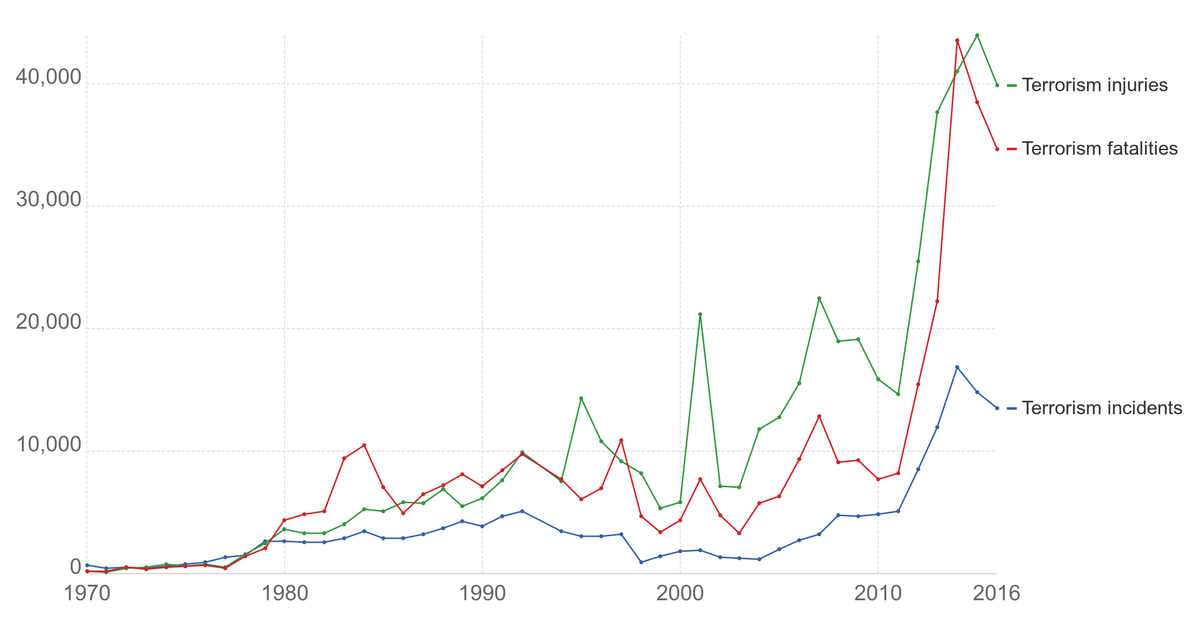 40,000
30,000
20,000
10,000
0
1970 1980 1990 2000 2010 2016
Terrorism injuries
Terrorism fatalities
Terrorism incidents